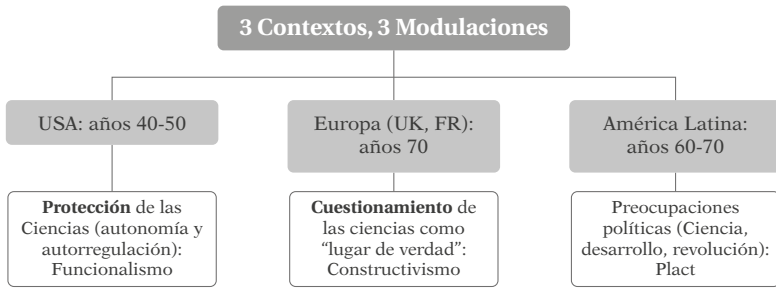 3 Contextos, 3 Modulaciones
USA: años 40-50
Europa (UK, FR):
años 70
América Latina:
años 60-70
Protección de las
Ciencias (autonomía y
autorregulación):
Funcionalismo
Cuestionamiento de
las ciencias como
“lugar de verdad”:
Constructivismo
Preocupaciones
políticas (Ciencia,
desarrollo, revolución):
Plact